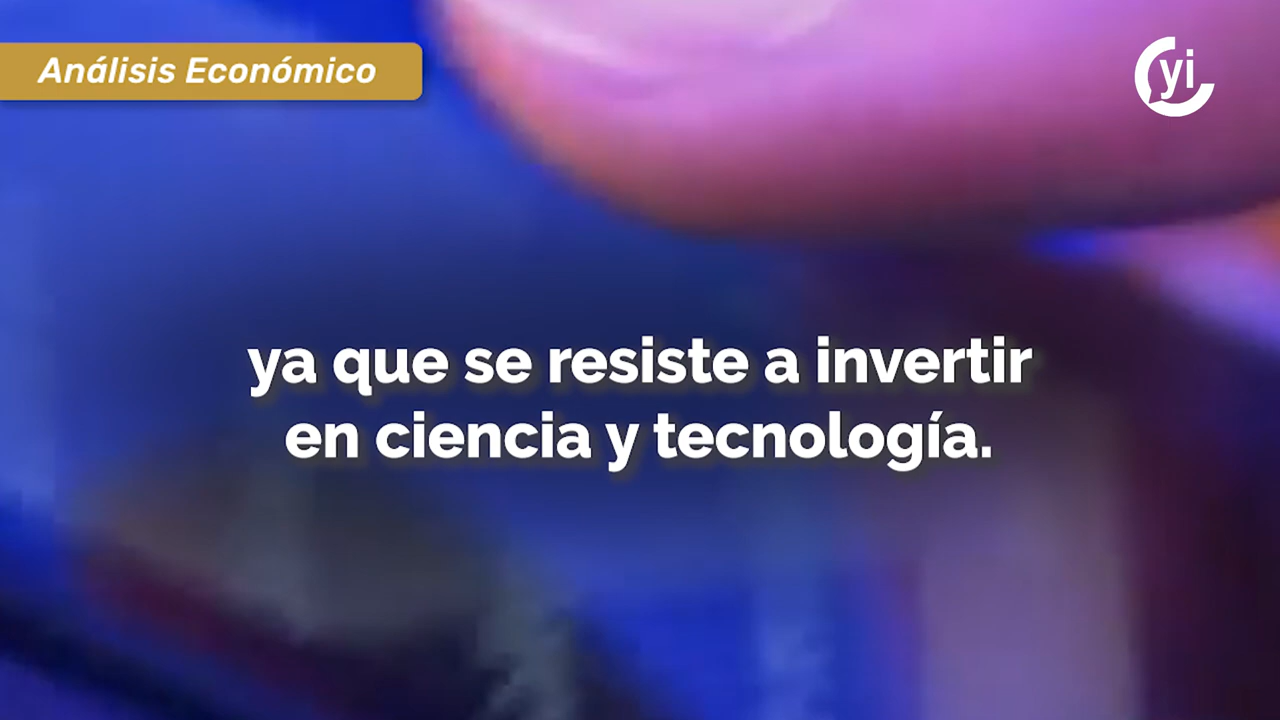 Análisis Económico
yi
ya que se resiste a invertir
en ciencia y tecnología.